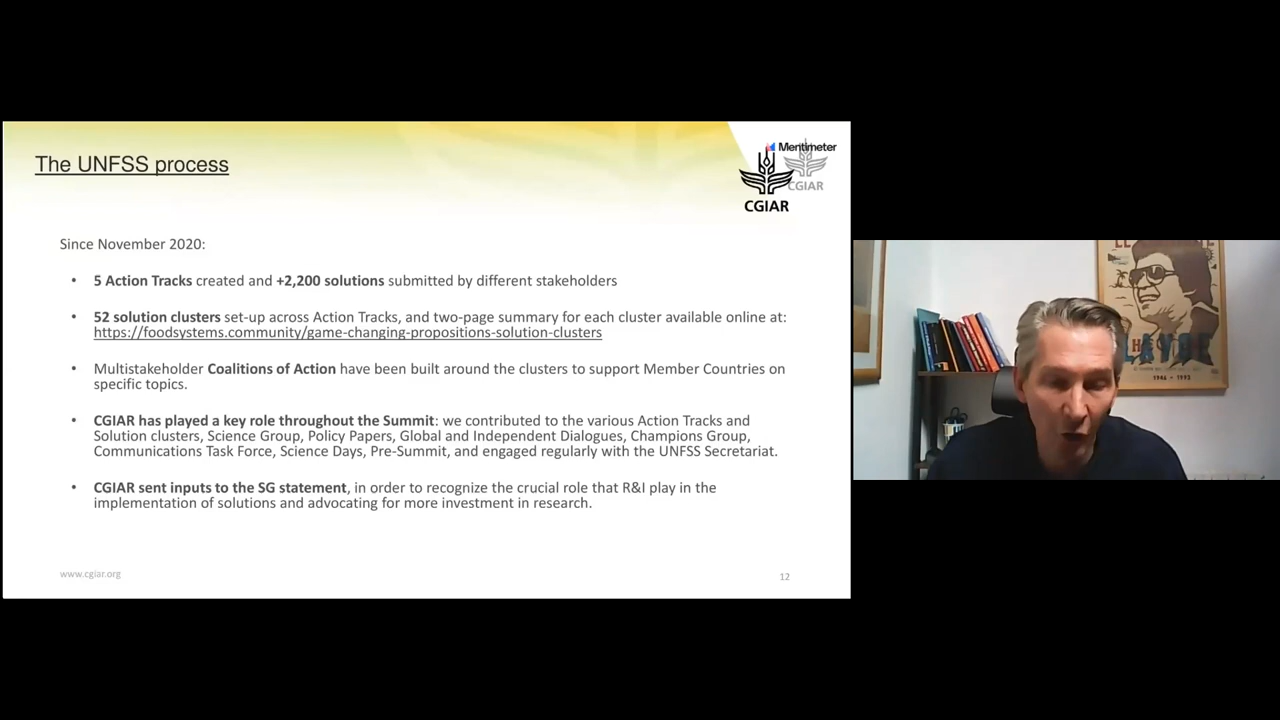 The UNFSS process
Mentimeter
CGIAR
CGIAR
Since November 2020:
• 5 Action Tracks created and +2,200 solutions submitted by different stakeholders
• 52 solution clusters set-up across Action Tracks, and two-page summary for each cluster available online at:
https://foodsystems.community/game-changing-propositions-solution-clusters
• Multistakeholder Coalitions of Action have been built around the clusters to support Member Countries on
specific topics.
• CGIAR has played a key role throughout the Summit: we contributed to the various Action Tracks and
Solution clusters, Science Group, Policy Papers, Global and Independent Dialogues, Champions Group,
Communications Task Force, Science Days, Pre-Summit, and engaged regularly with the UNFSS Secretariat.
• CGIAR sent inputs to the SG statement, in order to recognize the crucial role that R&I play in the
implementation of solutions and advocating for more investment in research.
www.cgiar.org
12
1946 - 1993